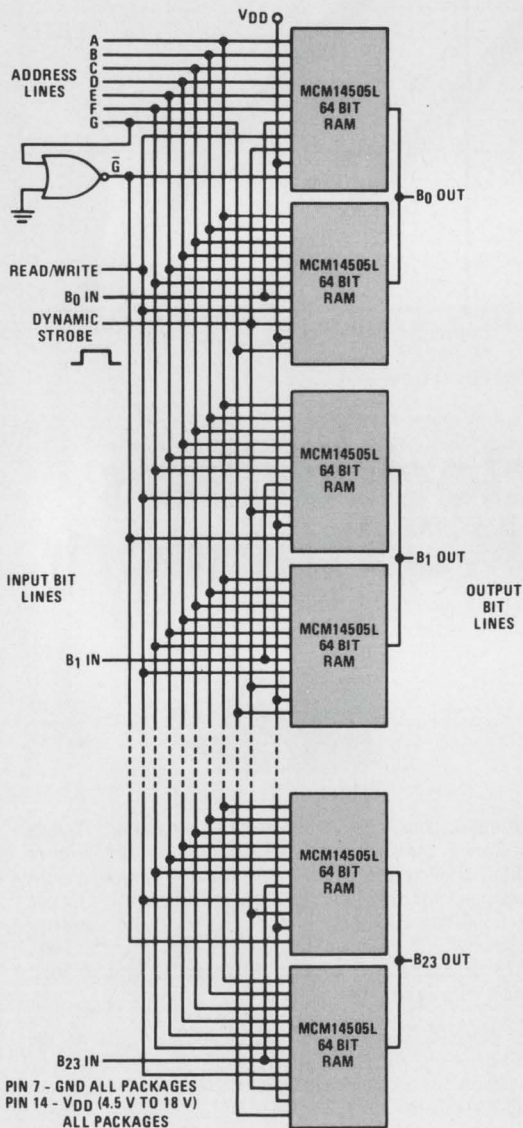 VDD
A
B
C
D
E
F
G
ADDRESS
LINES
MCM14505L
64 BIT
RAM
G̅
B0 OUT
READ/WRITE
B0 IN
DYNAMIC
STROBE
MCM14505L
64 BIT
RAM
MCM14505L
64 BIT
RAM
B1 OUT
INPUT BIT
LINES
OUTPUT
BIT
LINES
MCM14505L
64 BIT
RAM
B1 IN
MCM14505L
64 BIT
RAM
B23 OUT
MCM14505L
64 BIT
RAM
B23 IN
PIN 7 - GND ALL PACKAGES
PIN 14 - VDD (4.5 V TO 18 V)
ALL PACKAGES